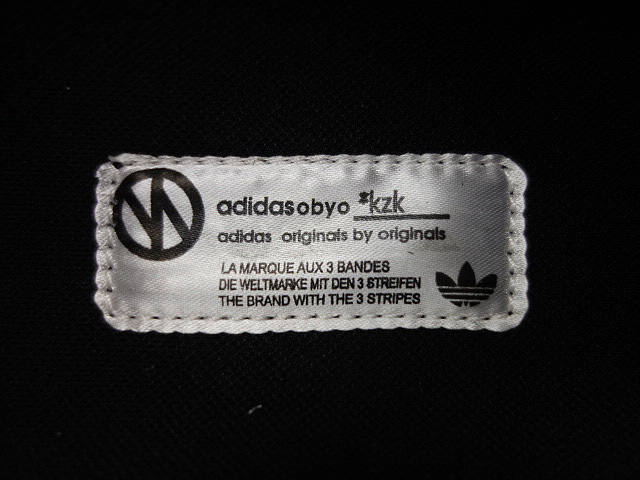 adidasobyo *kzk
adidas originals by originals
LA MARQUE AUX 3 BANDES
DIE WELTMARKE MIT DEN 3 STREIFEN
THE BRAND WITH THE 3 STRIPES